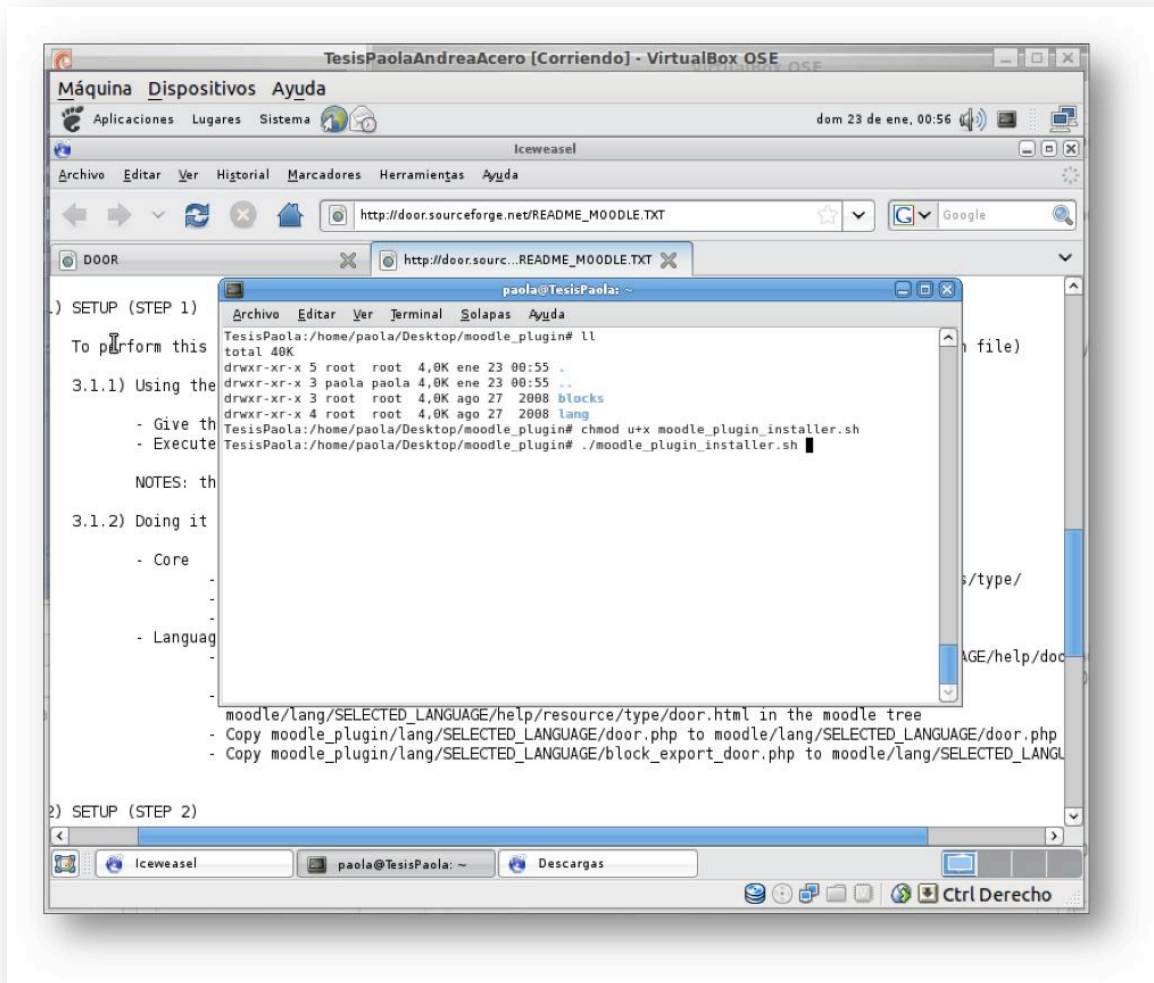 TesisPaolaAndreaAcero [Corriendo] - VirtualBox OSE
Máquina Dispositivos Ayuda
Aplicaciones Lugares Sistema dom 23 de ene, 00:56
Iceweasel
Archivo Editar Ver Historial Marcadores Herramientas Ayuda
http://door.sourceforge.net/README_MOODLE.TXT Google
DOOR http://door.sourc...README_MOODLE.TXT
paola@TesisPaola: ~
Archivo Editar Ver Terminal Solapas Ayuda
TesisPaola:/home/paola/Desktop/moodle_plugin# ll
total 40K
drwxr-xr-x 5 root root 4,0K ene 23 00:55 .
drwxr-xr-x 3 paola paola 4,0K ene 23 00:55 ..
drwxr-xr-x 3 root root 4,0K ago 27 2008 blocks
drwxr-xr-x 4 root root 4,0K ago 27 2008 lang
TesisPaola:/home/paola/Desktop/moodle_plugin# chmod u+x moodle_plugin_installer.sh
TesisPaola:/home/paola/Desktop/moodle_plugin# ./moodle_plugin_installer.sh
.) SETUP (STEP 1)
To perform this n file)
3.1.1) Using the
- Give th
- Execute
NOTES: th
3.1.2) Doing it
- Core
- s/type/
-
-
- Languag
- AGE/help/doo
-
moodle/lang/SELECTED_LANGUAGE/help/resource/type/door.html in the moodle tree
- Copy moodle_plugin/lang/SELECTED_LANGUAGE/door.php to moodle/lang/SELECTED_LANGUAGE/door.php
- Copy moodle_plugin/lang/SELECTED_LANGUAGE/block_export_door.php to moodle/lang/SELECTED_LANGU
2) SETUP (STEP 2)
Iceweasel paola@TesisPaola: ~ Descargas
Ctrl Derecho